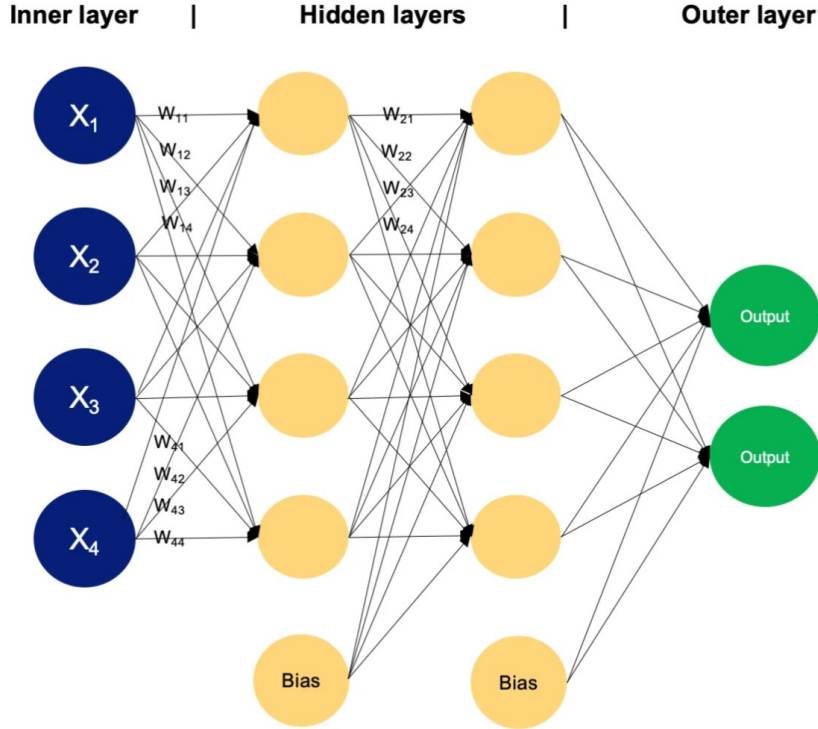 Inner layer | Hidden layers | Outer layer
X₁
W₁₁
W₂₁
W₁₂
W₂₂
W₁₃
W₂₃
W₁₄
W₂₄
X₂
Output
X₃
W₄₁
Output
W₄₂
W₄₃
X₄
W₄₄
Bias
Bias